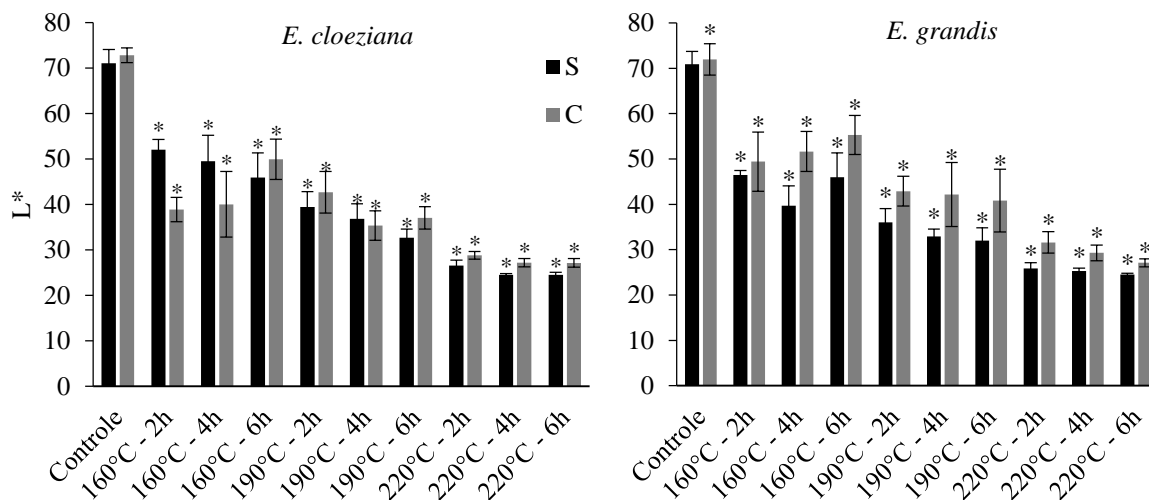 E. cloeziana
L*
80
70
60
50
40
30
20
10
0
S
C
* * * * * * * * * * * * * * * * * *
Controle
160°C - 2h
160°C - 4h
160°C - 6h
190°C - 2h
190°C - 4h
190°C - 6h
220°C - 2h
220°C - 4h
220°C - 6h
E. grandis
80
70
60
50
40
30
20
10
0
* * * * * * * * * * * * * * * * * * *
Controle
160°C - 2h
160°C - 4h
160°C - 6h
190°C - 2h
190°C - 4h
190°C - 6h
220°C - 2h
220°C - 4h
220°C - 6h